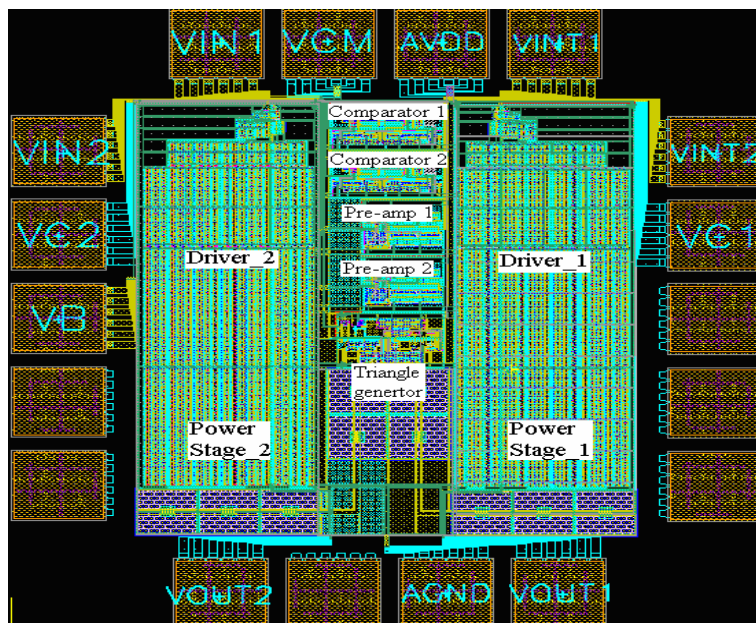 VIN1
VCM
AVDD
VINT1
VIN2
VC2
VB
Comparator 1
Comparator 2
Pre-amp 1
Pre-amp 2
Driver_2
Driver_1
Triangle
genertor
Power
Stage_2
Power
Stage_1
VINT2
VC1
VOUT2
AGND
VOUT1